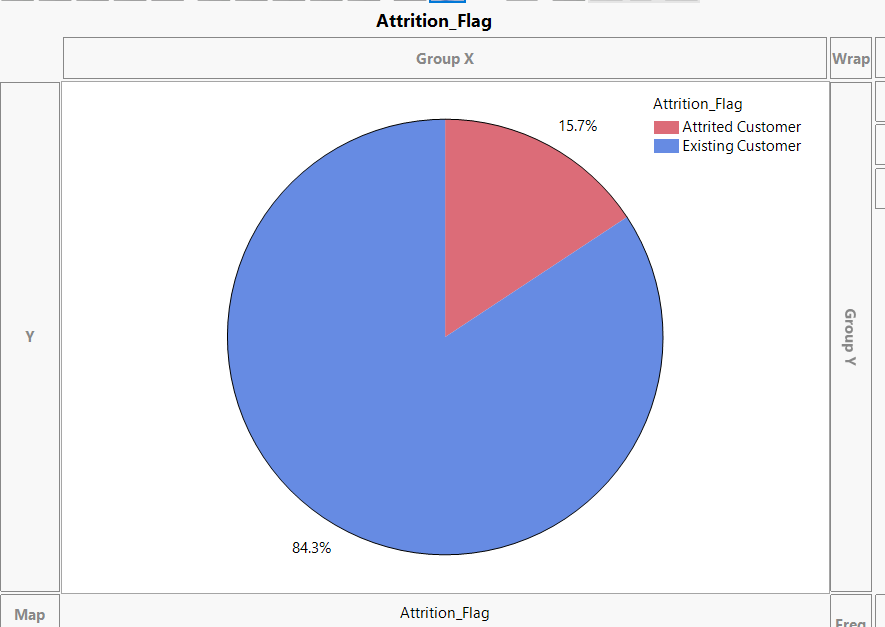 Attrition_Flag
Group X
Wrap
Attrition_Flag
Attrited Customer
Existing Customer
15.7%
Y
Group Y
84.3%
Map
Attrition_Flag
Freq